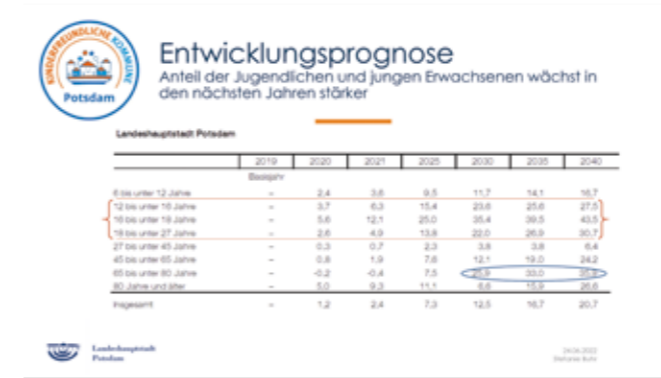 KINDERFREUNDLICHE KOMMUNE
Potsdam
Entwicklungsprognose
Anteil der Jugendlichen und jungen Erwachsenen wächst in
den nächsten Jahren stärker
Landeshauptstadt Potsdam
2019 2020 2021 2025 2030 2035 2040
Basisjahr
6 bis unter 12 Jahre – 2,4 3,6 9,5 11,7 14,1 16,7
12 bis unter 16 Jahre – 3,7 6,3 15,4 23,6 25,6 27,5
16 bis unter 18 Jahre – 5,6 12,1 25,0 35,4 39,5 43,5
18 bis unter 27 Jahre – 2,6 4,9 13,8 22,0 26,9 30,7
27 bis unter 45 Jahre – 0,3 0,7 2,3 3,8 3,8 6,4
45 bis unter 65 Jahre – 0,8 1,9 7,6 12,1 19,0 24,2
65 bis unter 80 Jahre – -0,2 -0,4 7,5 33,0
80 Jahre und älter – 5,0 9,3 11,1 6,6 15,9 26,6
Insgesamt – 1,2 2,4 7,3 12,5 16,7 20,7
Landeshauptstadt
Potsdam
24.06.2022
Stefanie Buhr